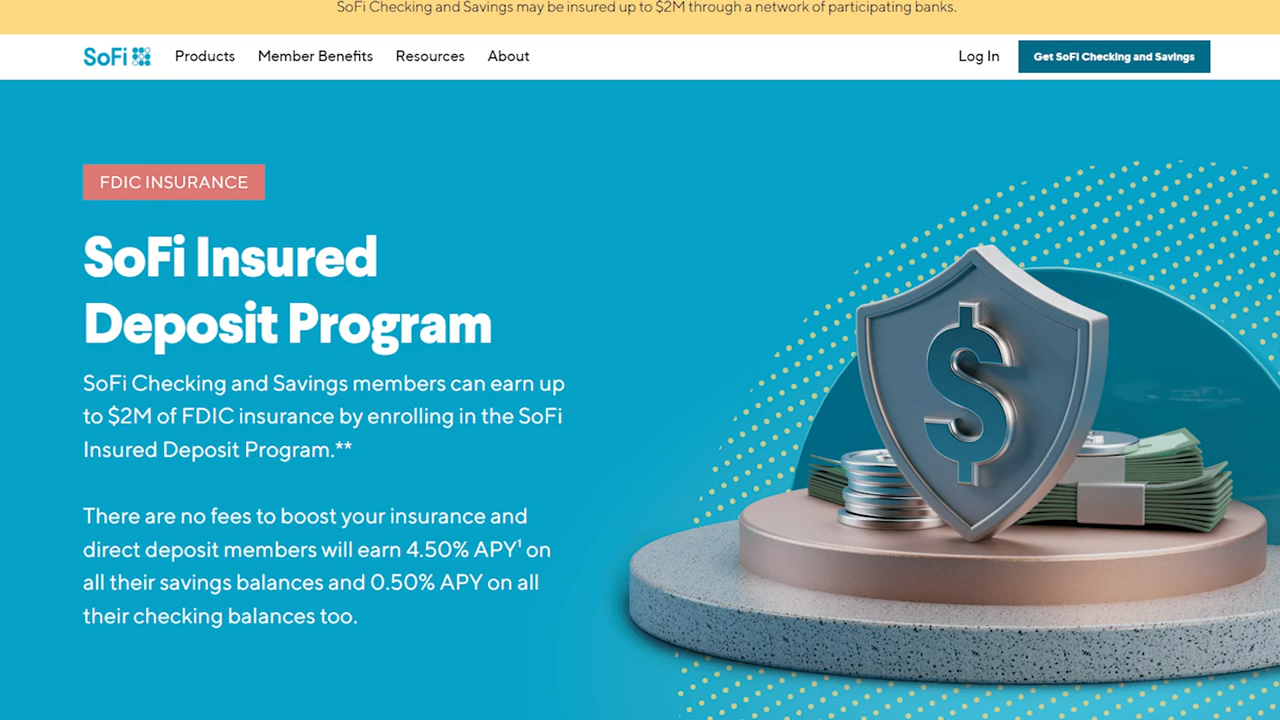 SoFi Checking and Savings may be insured up to $2M through a network of participating banks.
SoFi Products Member Benefits Resources About Log In Get SoFi Checking and Savings
FDIC INSURANCE
SoFi Insured
Deposit Program
SoFi Checking and Savings members can earn up
to $2M of FDIC insurance by enrolling in the SoFi
Insured Deposit Program.**
There are no fees to boost your insurance and
direct deposit members will earn 4.50% APY¹ on
all their savings balances and 0.50% APY on all
their checking balances too.
$